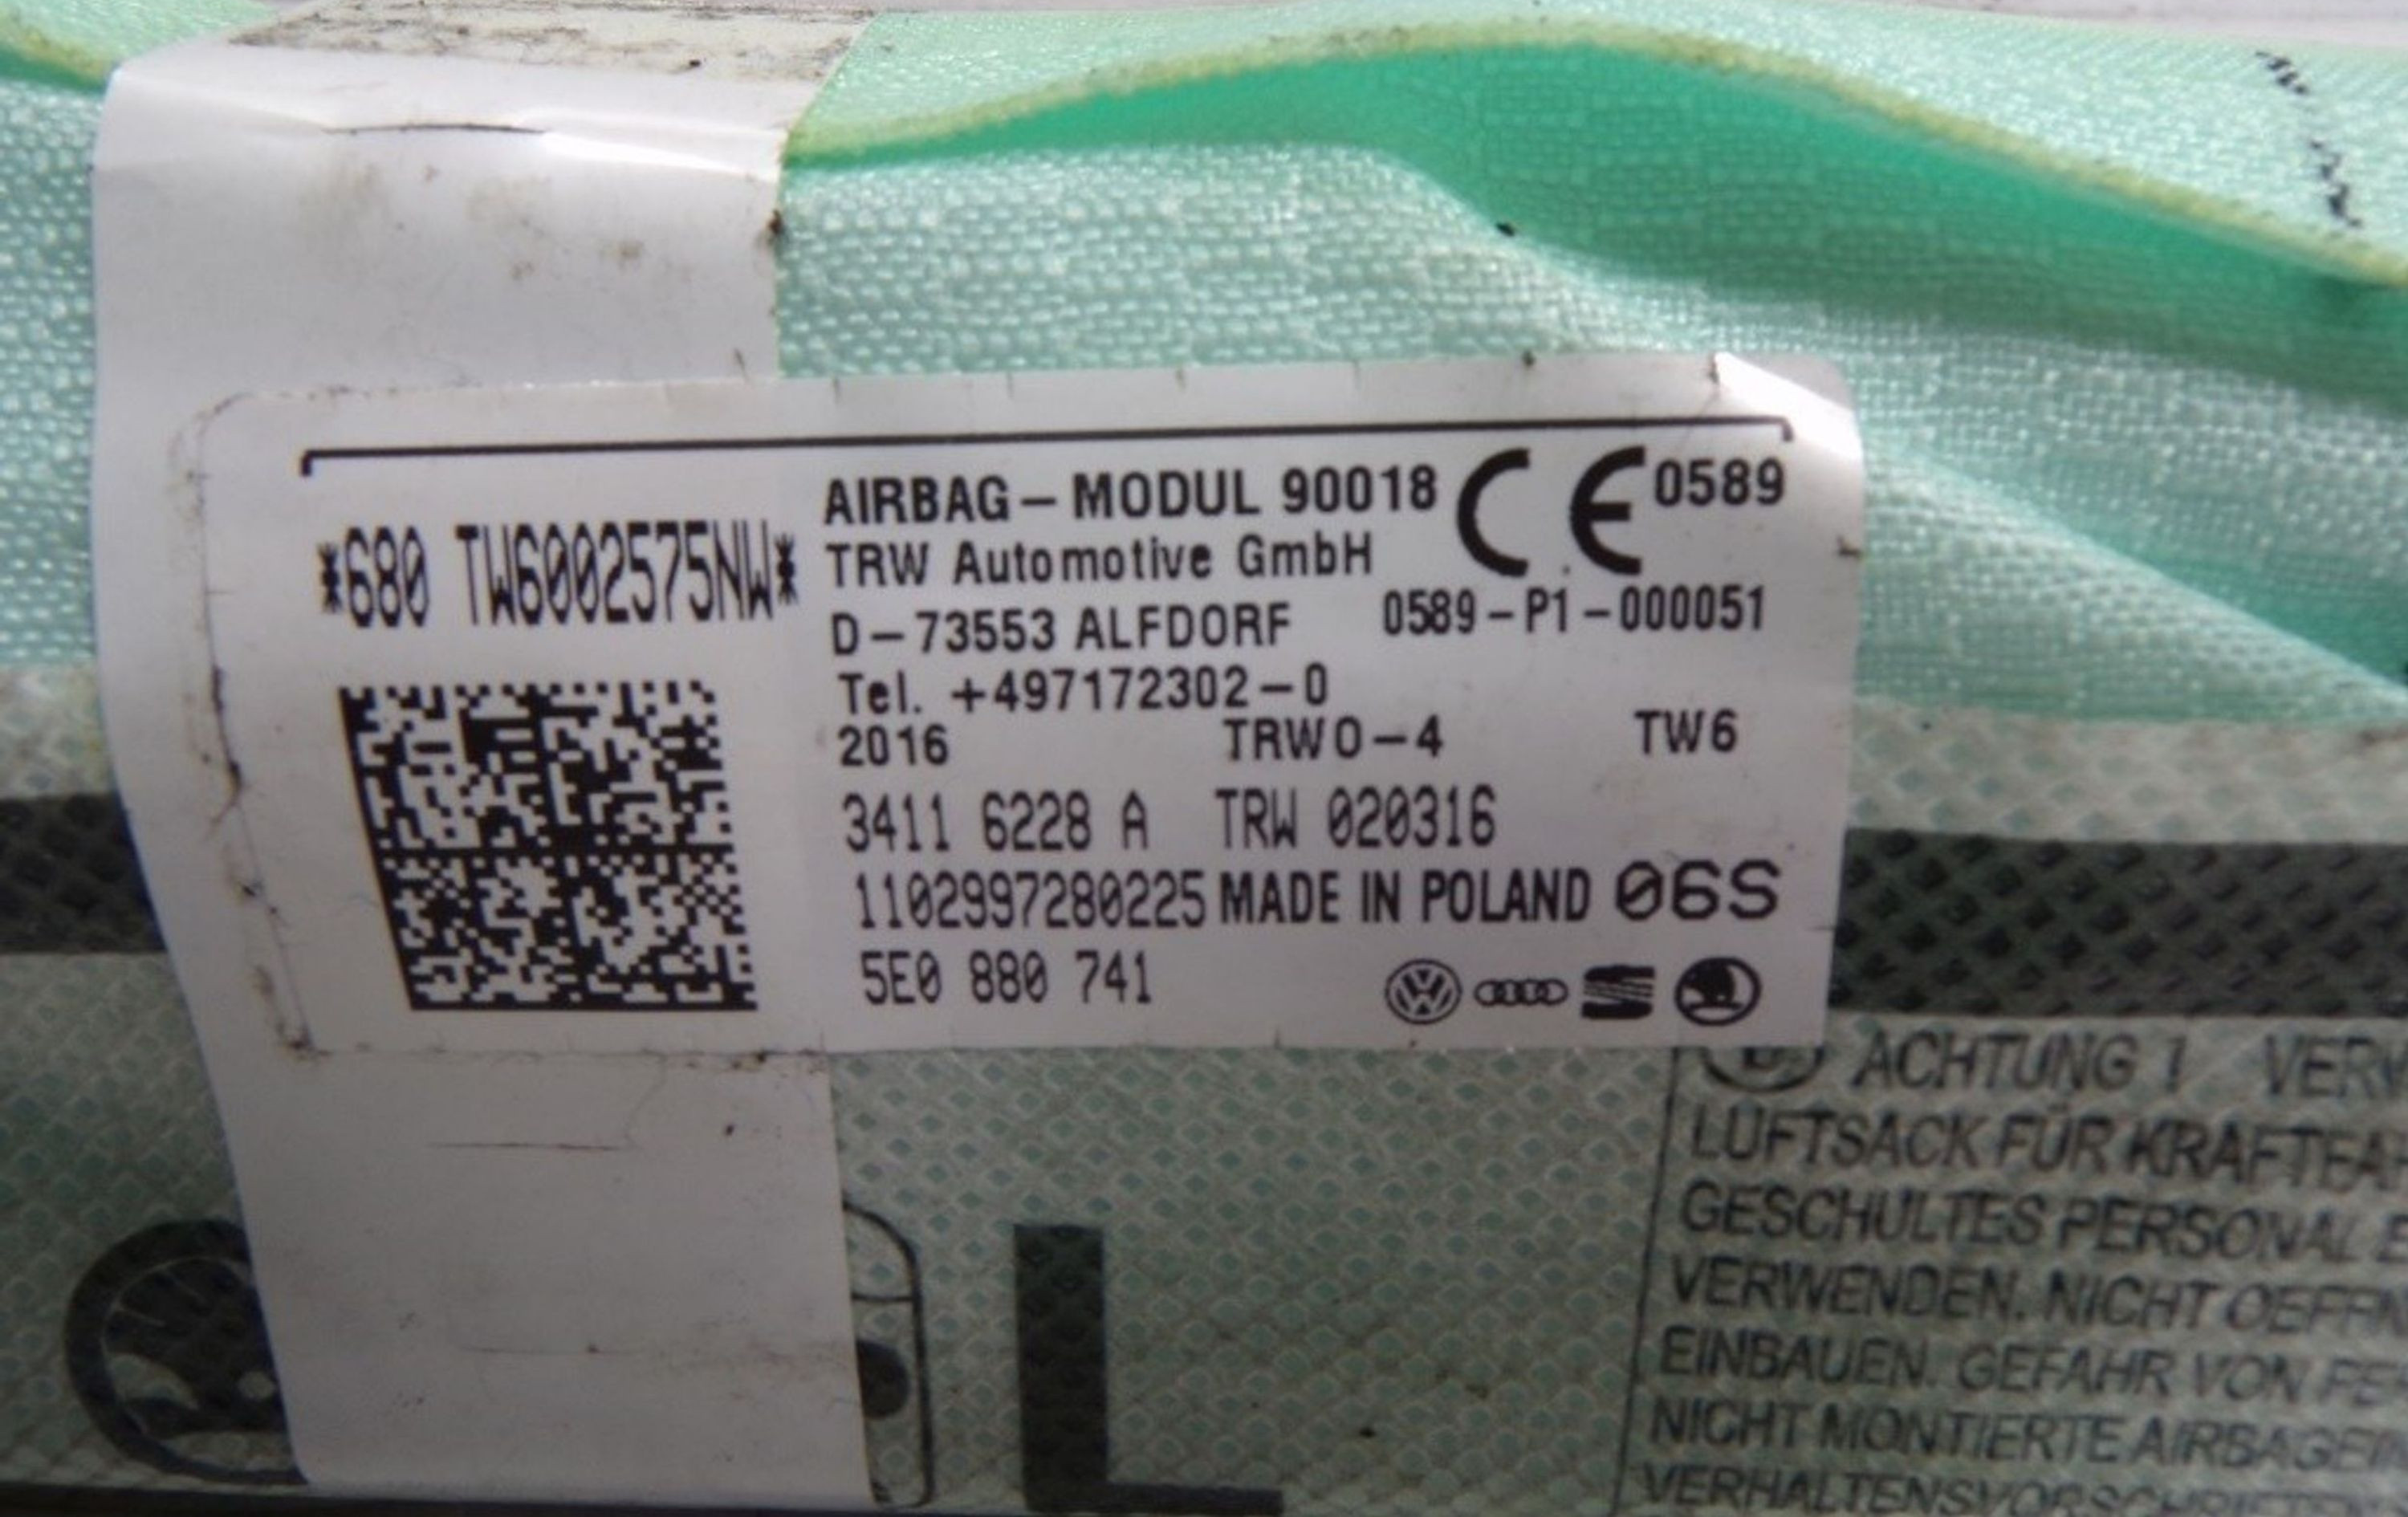 AIRBAG – MODUL 90018 CE 0589
*680 TW6002575NW*
TRW Automotive GmbH
D – 73553 ALFDORF 0589 – P1 – 000051
Tel. +497172302 – 0
2016 TRWO – 4 TW6
3411 6228 A TRW 020316
1102997280225 MADE IN POLAND 06S
5E0 880 741
ACHTUNG !
LUFTSACK FÜR
GESCHULTES PERSONAL
VERWENDEN. NICHT
EINBAUEN. GEFAHR VON
NICHT MONTIERTE
L